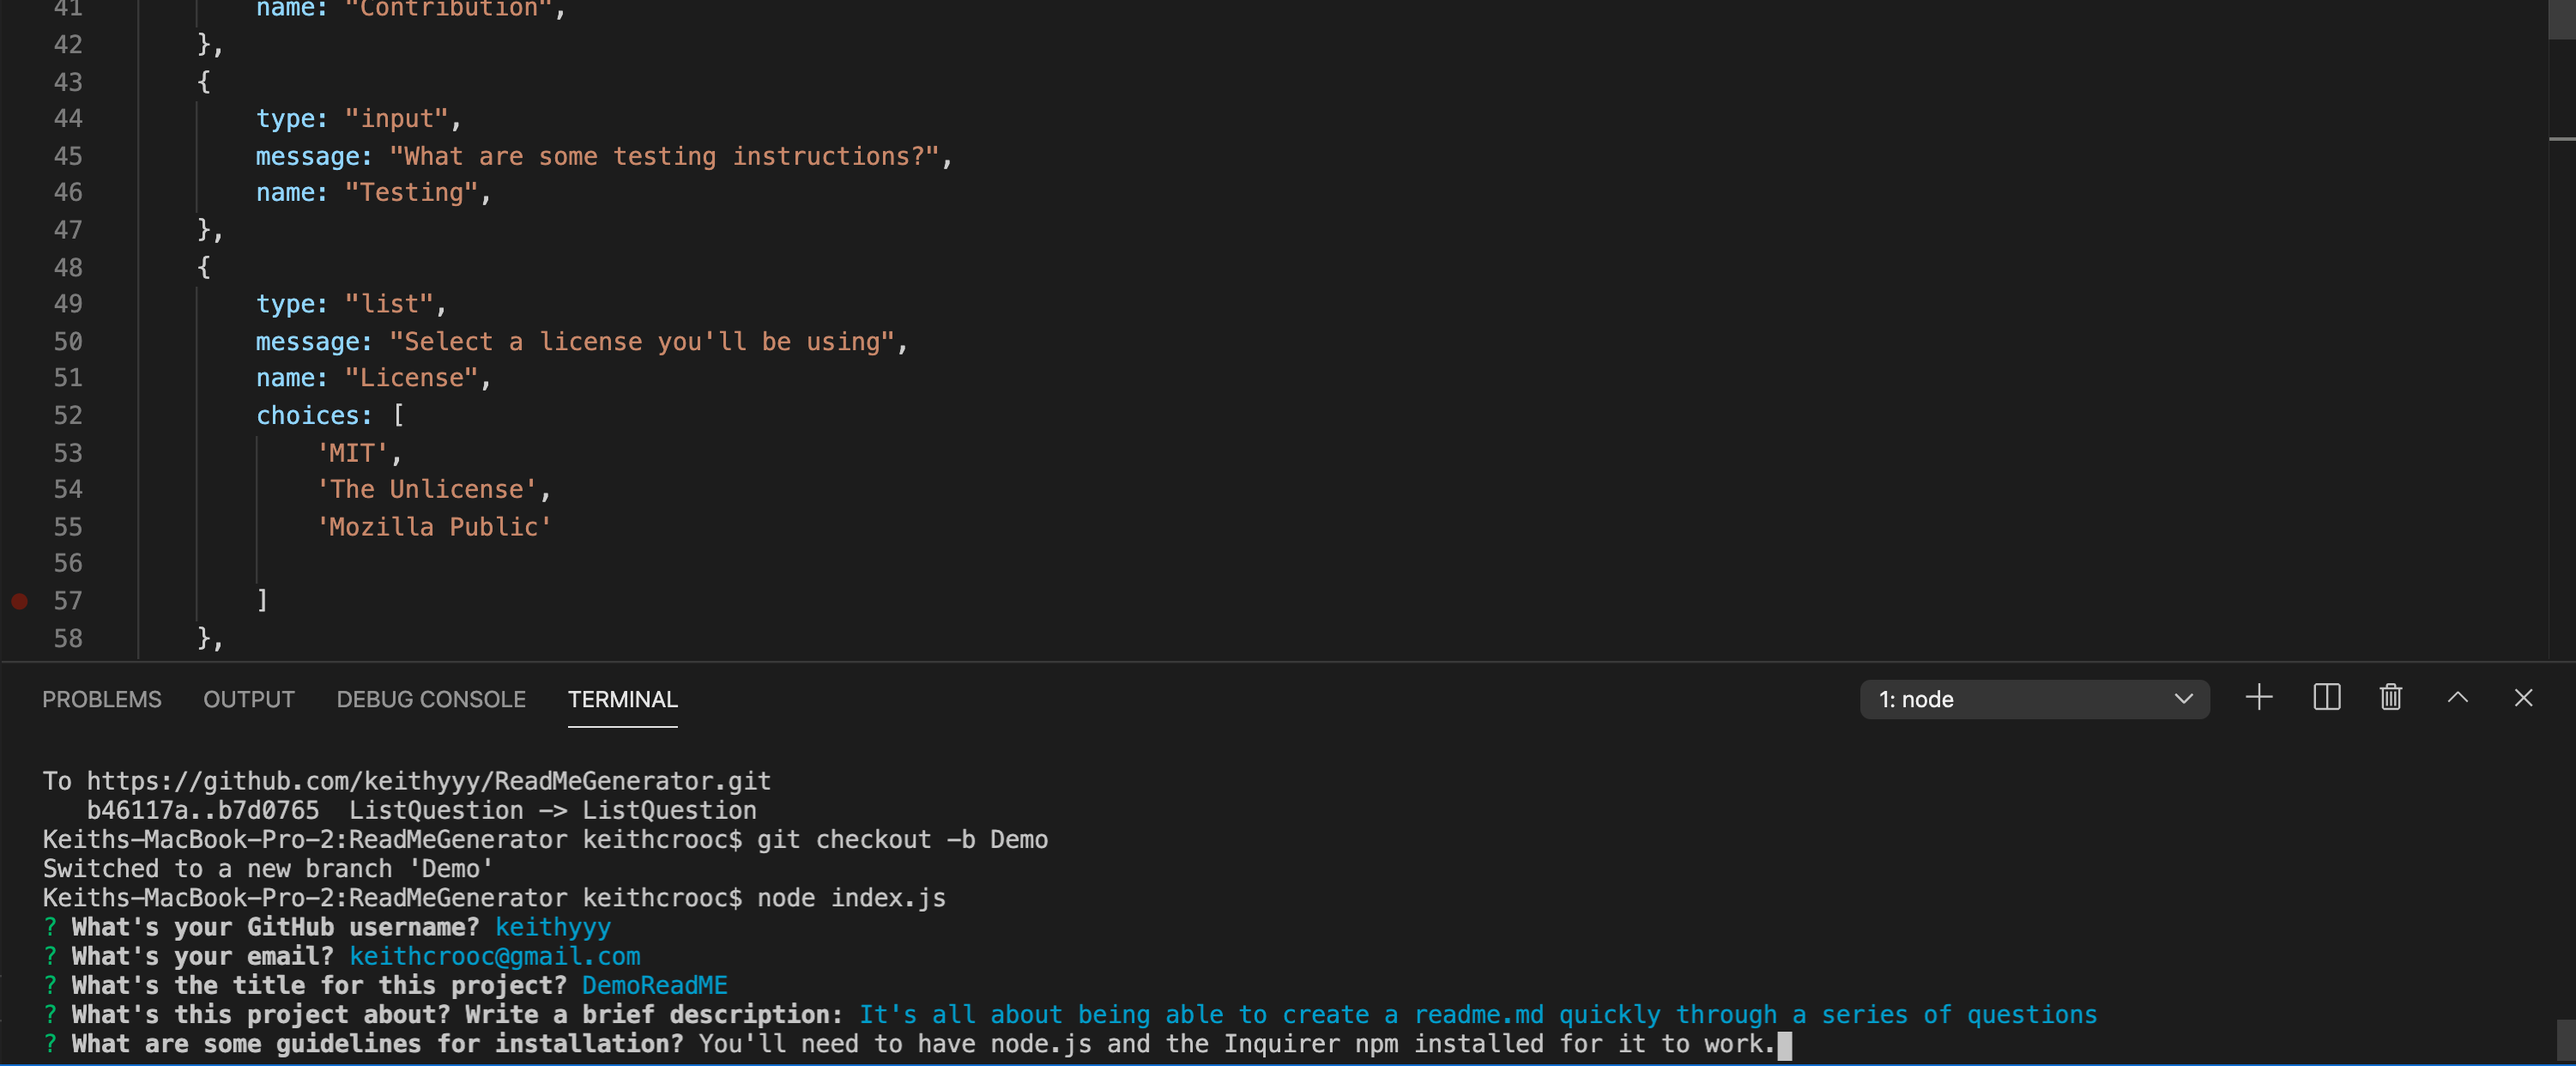 41 name: "Contribution",
42 },
43 {
44 type: "input",
45 message: "What are some testing instructions?",
46 name: "Testing",
47 },
48 {
49 type: "list",
50 message: "Select a license you'll be using",
51 name: "License",
52 choices: [
53 'MIT',
54 'The Unlicense',
55 'Mozilla Public'
56
57 ]
58 },
PROBLEMS OUTPUT DEBUG CONSOLE TERMINAL 1: node
To https://github.com/keithyyy/ReadMeGenerator.git
b46117a..b7d0765 ListQuestion -> ListQuestion
Keiths-MacBook-Pro-2:ReadMeGenerator keithcrooc$ git checkout -b Demo
Switched to a new branch 'Demo'
Keiths-MacBook-Pro-2:ReadMeGenerator keithcrooc$ node index.js
? What's your GitHub username? keithyyy
? What's your email? keithcrooc@gmail.com
? What's the title for this project? DemoReadME
? What's this project about? Write a brief description: It's all about being able to create a readme.md quickly through a series of questions
? What are some guidelines for installation? You'll need to have node.js and the Inquirer npm installed for it to work.